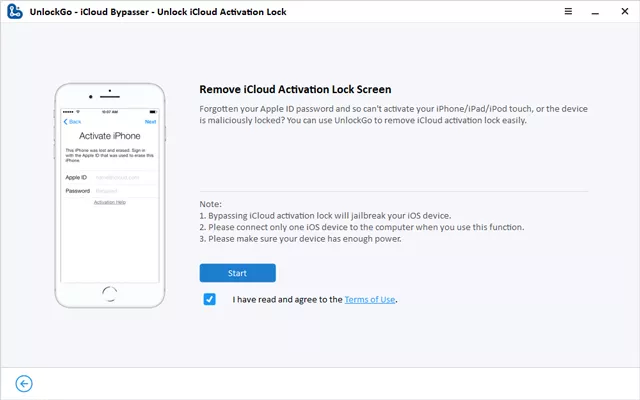 UnlockGo - iCloud Bypasser - Unlock iCloud Activation Lock
Remove iCloud Activation Lock Screen
Forgotten your Apple ID password and so can't activate your iPhone/iPad/iPod touch, or the device
is maliciously locked? You can use UnlockGo to remove iCloud activation lock easily.
10:07 AM
Back
Next
Activate iPhone
This iPhone was lost and erased. Sign in
with the Apple ID that was used to erase this
iPhone.
Apple ID name@icloud.com
Password Required
Activation Help
Note:
1. Bypassing iCloud activation lock will jailbreak your iOS device.
2. Please connect only one iOS device to the computer when you use this function.
3. Please make sure your device has enough power.
Start
I have read and agree to the Terms of Use.